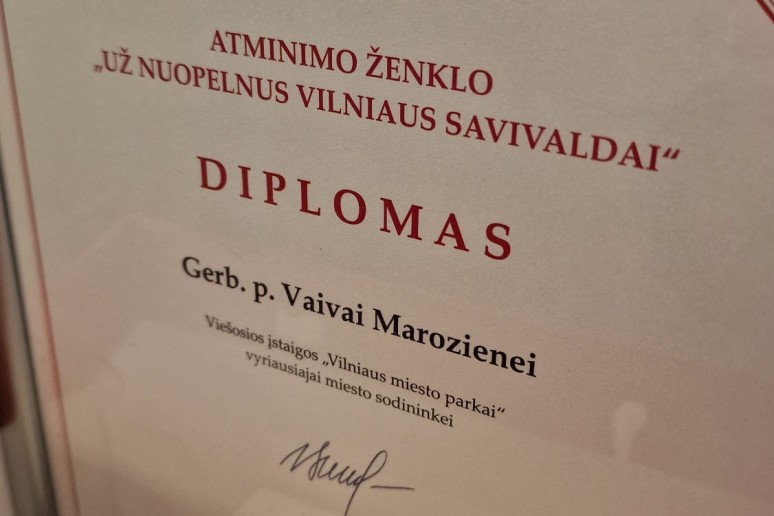 ATMINIMO ŽENKLO
„UŽ NUOPELNUS VILNIAUS SAVIVALDAI“
DIPLOMAS
Gerb. p. Vaivai Marozienei
Viešosios įstaigos „Vilniaus miesto parkai“
vyriausiajai miesto sodininkei